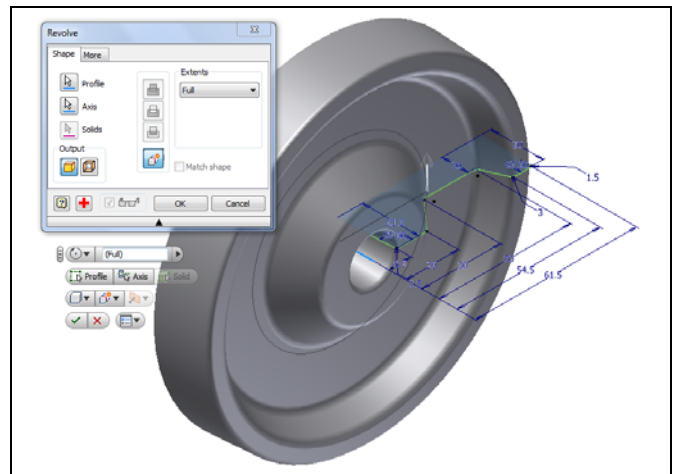 Revolve
Shape More
Profile
Axis
Solids
Output
Extents
Full
Match shape
OK Cancel
(Full)
Profile Axis Solid
1.5
3
54.5
61.5